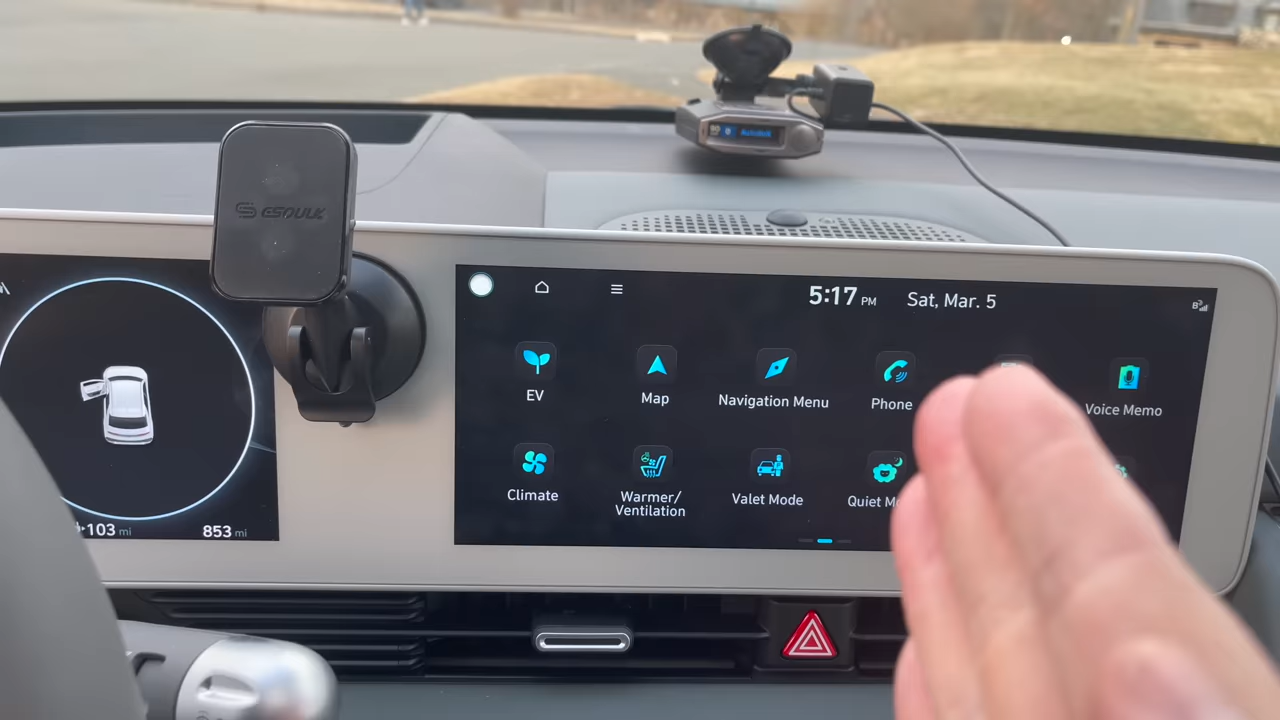 ESOULK
5:17 PM
Sat, Mar. 5
EV
Map
Navigation Menu
Phone
Voice Memo
Climate
Warmer/
Ventilation
Valet Mode
Quiet M
103 mi
853 mi